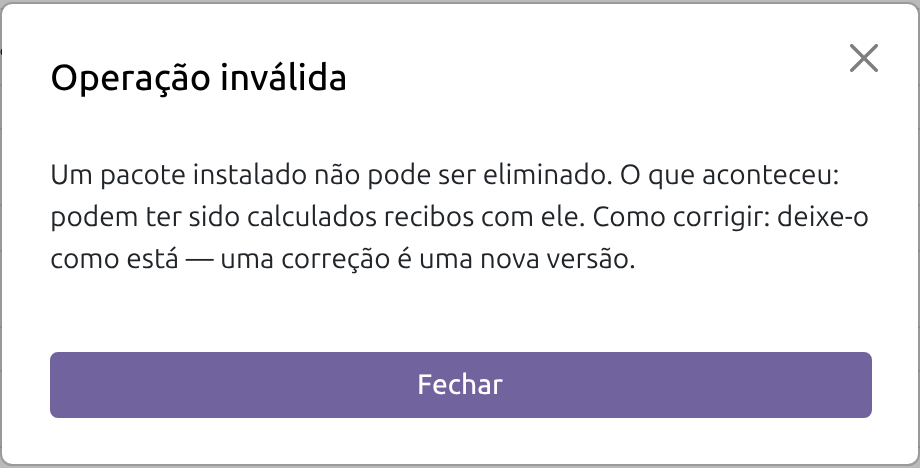 Operação inválida
Um pacote instalado não pode ser eliminado. O que aconteceu:
podem ter sido calculados recibos com ele. Como corrigir: deixe-o
como está — uma correção é uma nova versão.
Fechar